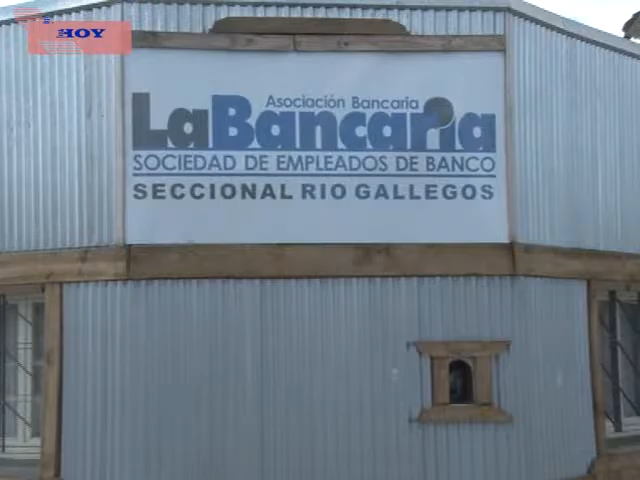 HOY
Asociación Bancaria
LaBancaria
SOCIEDAD DE EMPLEADOS DE BANCO
SECCIONAL RIO GALLEGOS